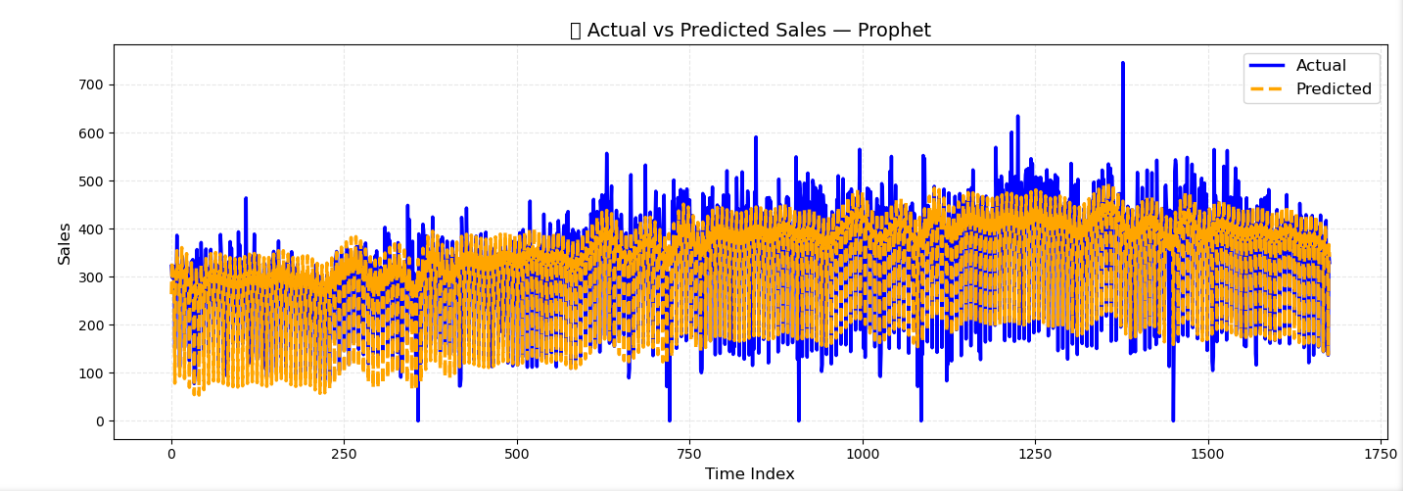 ▯ Actual vs Predicted Sales — Prophet
Actual
Predicted
Sales
700
600
500
400
300
200
100
0
0 250 500 750 1000 1250 1500 1750
Time Index